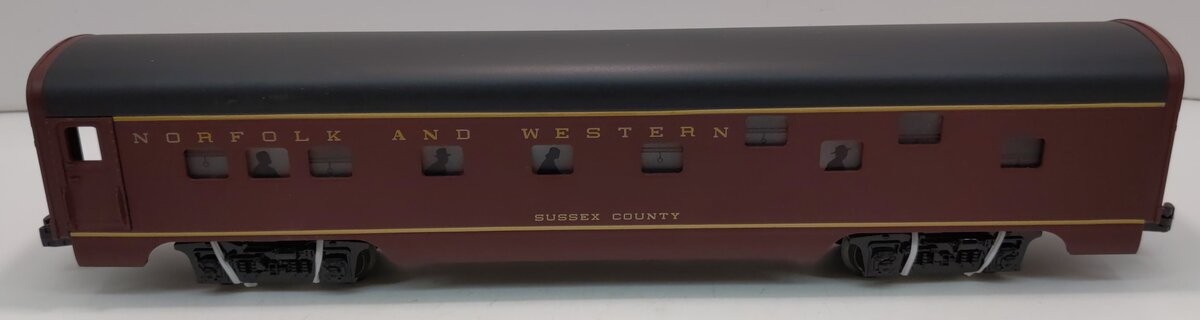 NORFOLK AND WESTERN
SUSSEX COUNTY